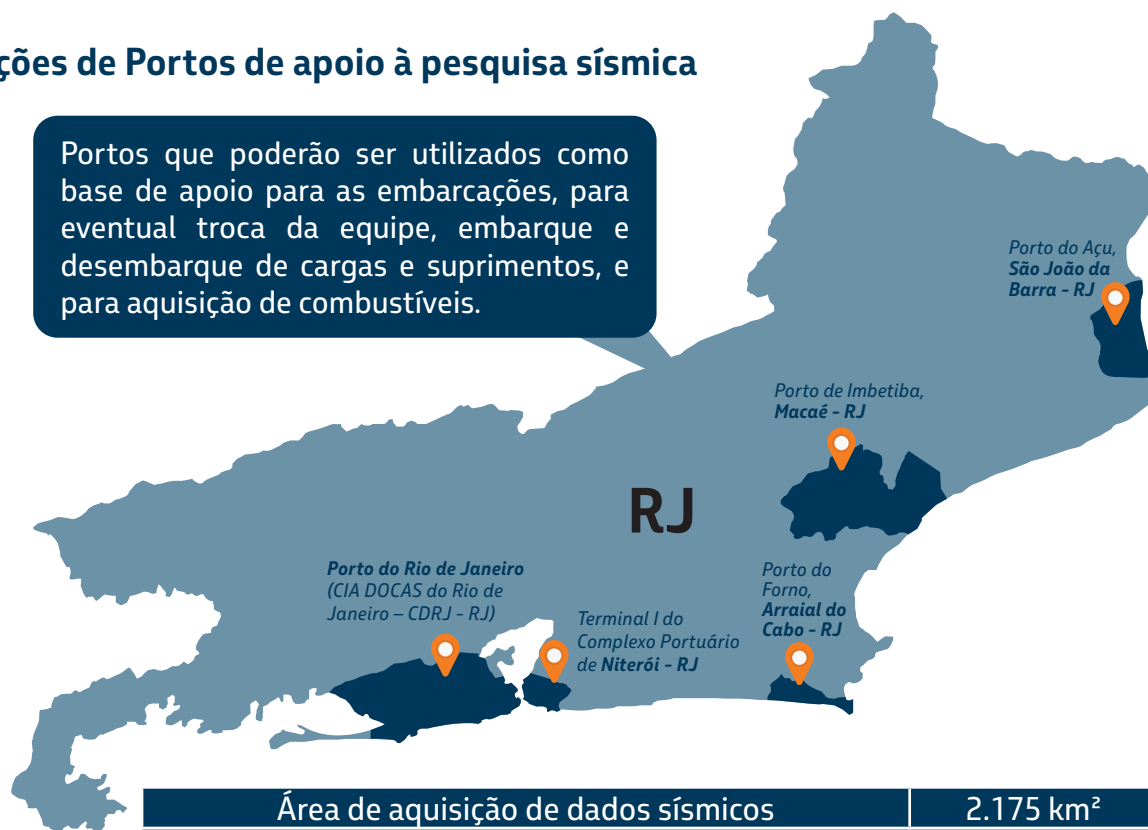 ções de Portos de apoio à pesquisa sísmica
Portos que poderão ser utilizados como
base de apoio para as embarcações, para
eventual troca da equipe, embarque e
desembarque de cargas e suprimentos, e
para aquisição de combustíveis.
Porto do Açu,
São João da
Barra - RJ
Porto de Imbetiba,
Macaé - RJ
RJ
Porto do Rio de Janeiro
(CIA DOCAS do Rio de
Janeiro – CDRJ - RJ)
Terminal I do
Complexo Portuário
de Niterói - RJ
Porto do
Forno,
Arraial do
Cabo - RJ
Área de aquisição de dados sísmicos 2.175 km²